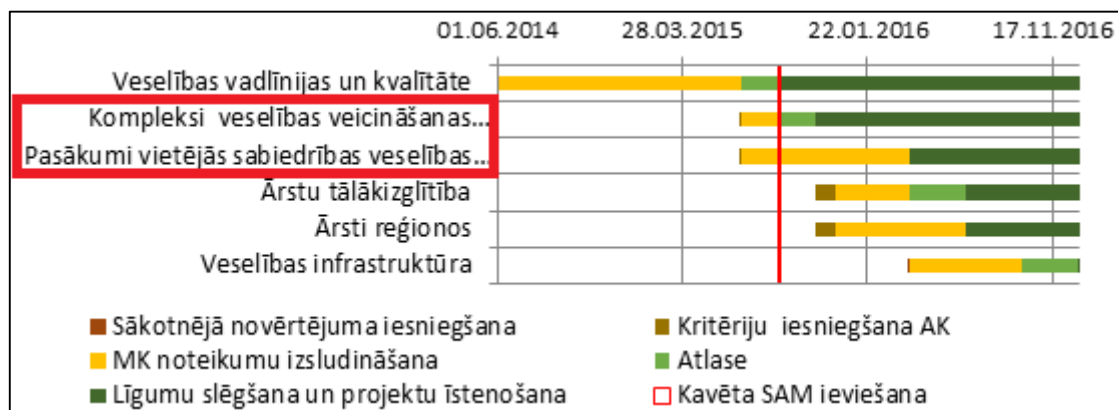 01.06.2014 28.03.2015 22.01.2016 17.11.2016
Veselības vadlīnijas un kvalitāte
Kompleksi veselības veicināšanas...
Pasākumi vietējās sabiedrības veselības...
Ārstu tālākizglītība
Ārsti reģionos
Veselības infrastruktūra
Sākotnējā novērtējuma iesniegšana Kritēriju iesniegšana AK
MK noteikumu izsludināšana Atlase
Līgumu slēgšana un projektu īstenošana Kavēta SAM ieviešana